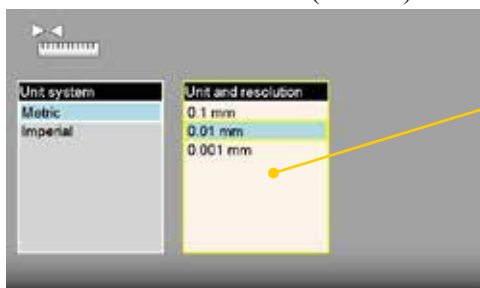 Unit system
Metric
Imperial
Unit and resolution
0.1 mm
0.01 mm
0.001 mm